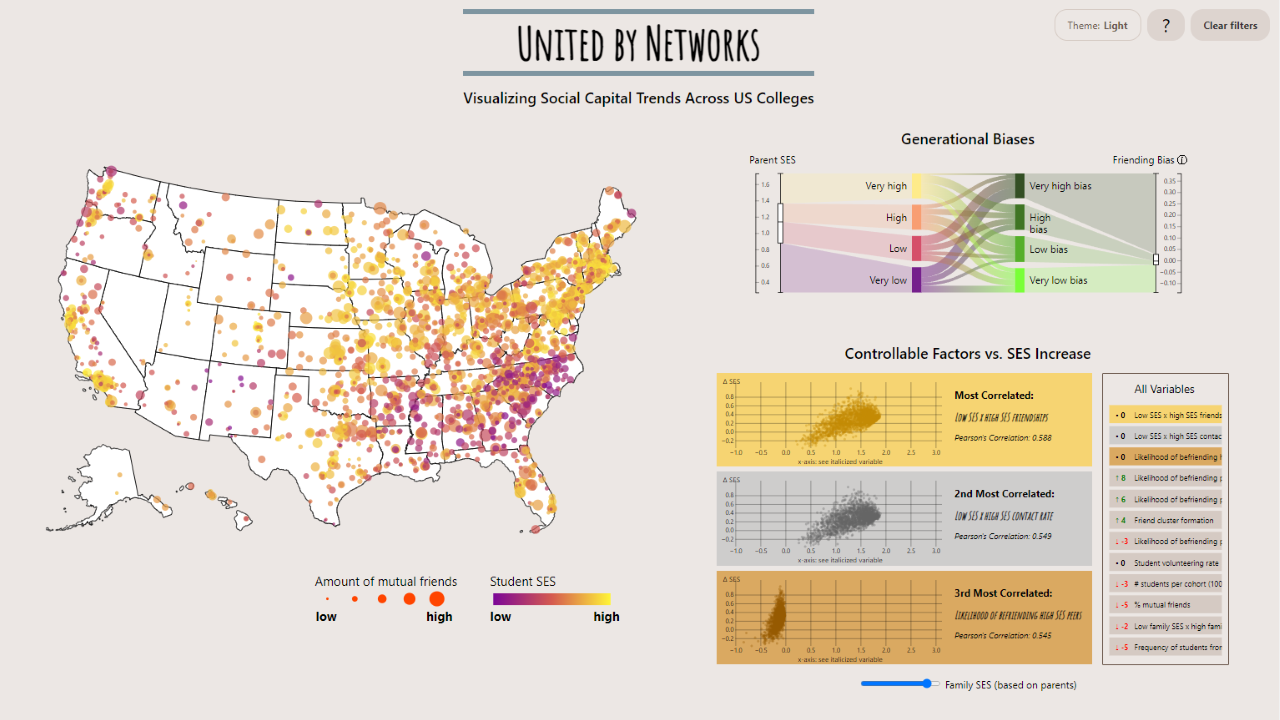 UNITED BY NETWORKS
Theme: Light
?
Clear filters
Visualizing Social Capital Trends Across US Colleges
Generational Biases
Parent SES
Friending Bias ⓘ
1.6
1.4
1.2
1.0
0.8
0.6
0.4
Very high
High
Low
Very low
Very high bias
High
bias
Low bias
Very low bias
0.35
0.30
0.25
0.20
0.15
0.10
0.05
0.00
−0.05
−0.10
Controllable Factors vs. SES Increase
Δ SES
0.8
0.6
0.4
0.2
0.0
−0.2
−1.0 −0.5 0.0 0.5 1.0 1.5 2.0 2.5 3.0
x-axis: see italicized variable
Most Correlated:
LOW SES X HIGH SES FRIENDSHIPS
Pearson's Correlation: 0.588
Δ SES
0.8
0.6
0.4
0.2
0.0
−0.2
−1.0 −0.5 0.0 0.5 1.0 1.5 2.0 2.5 3.0
x-axis: see italicized variable
2nd Most Correlated:
LOW SES X HIGH SES CONTACT RATE
Pearson's Correlation: 0.549
Δ SES
0.8
0.6
0.4
0.2
0.0
−0.2
−1.0 −0.5 0.0 0.5 1.0 1.5 2.0 2.5 3.0
x-axis: see italicized variable
3rd Most Correlated:
LIKELIHOOD OF BEFRIENDING HIGH SES PEERS
Pearson's Correlation: 0.545
All Variables
• 0 Low SES x high SES friends
• 0 Low SES x high SES contac
• 0 Likelihood of befriending h
↑ 8 Likelihood of befriending p
↑ 6 Likelihood of befriending p
↑ 4 Friend cluster formation
↓ -3 Likelihood of befriending p
• 0 Student volunteering rate
↓ -3 # students per cohort (100
↓ -5 % mutual friends
↓ -2 Low family SES x high fam
↓ -5 Frequency of students fror
Amount of mutual friends
low
high
Student SES
low
high
Family SES (based on parents)